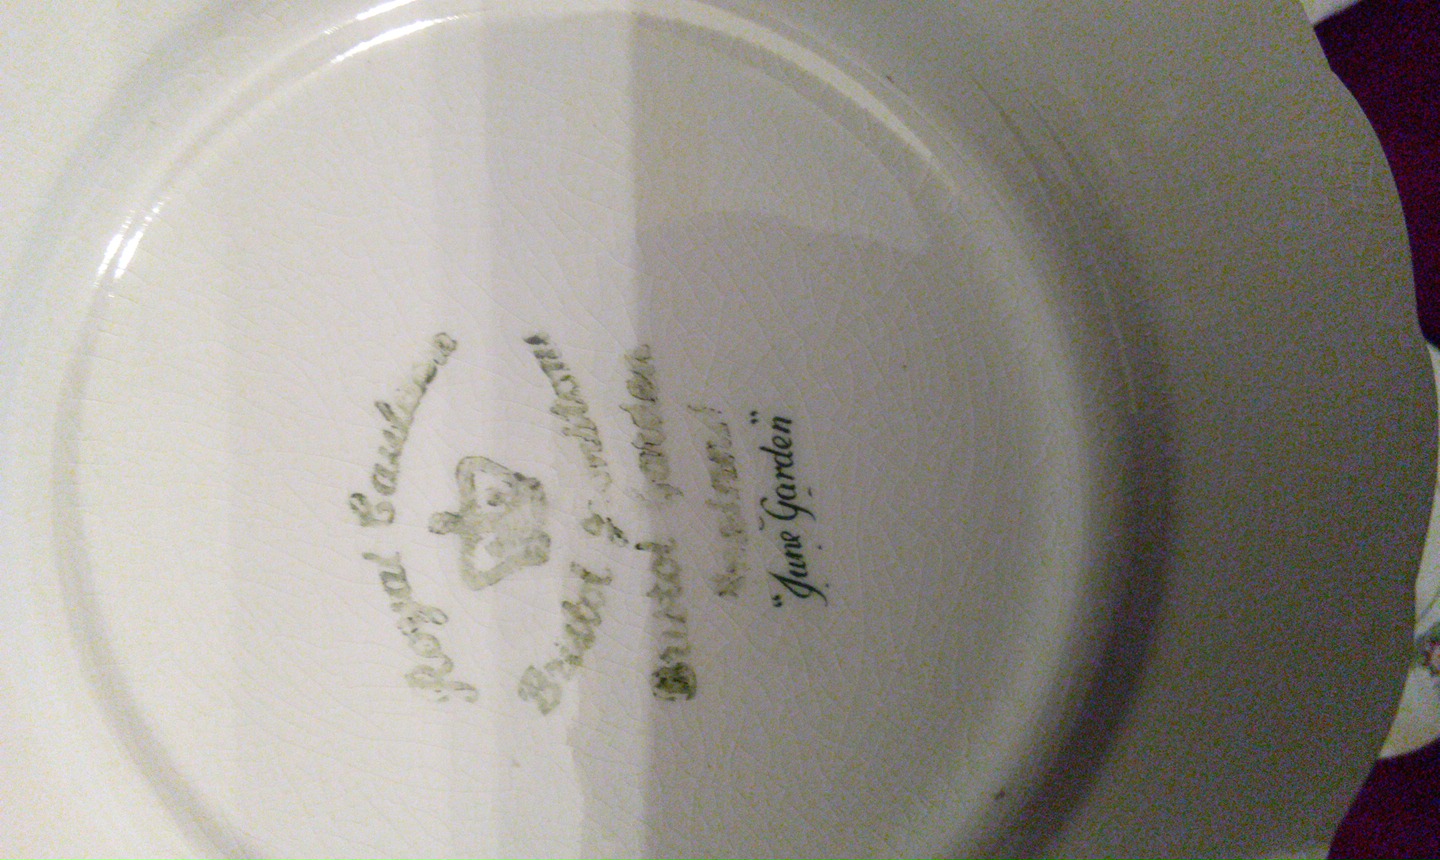 Royal Cauldon
Bristol
Bristol Garden
"June Garden"